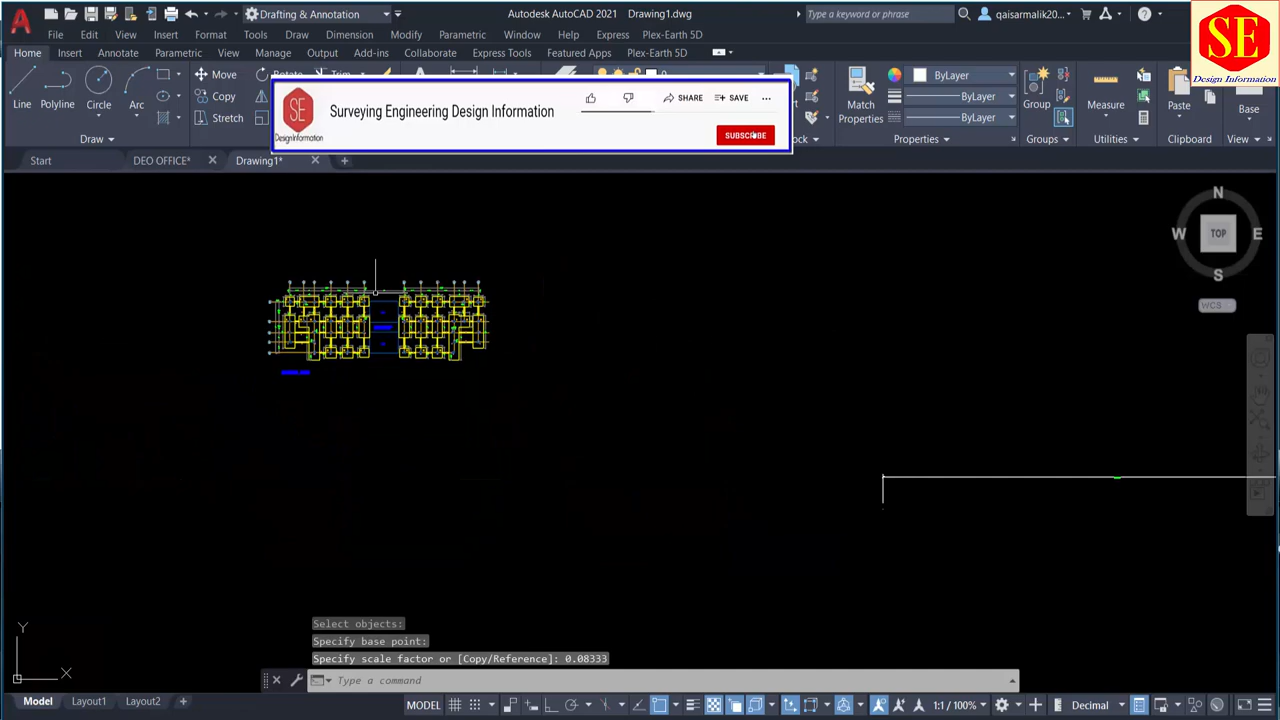 Autodesk AutoCAD 2021 Drawing1.dwg
Drafting & Annotation
Type a keyword or phrase
qaisarmalik20...
SE
Design Information
File Edit View Insert Format Tools Draw Dimension Modify Parametric Window Help Express Plex-Earth 5D
Home Insert Annotate Parametric View Manage Output Add-ins Collaborate Express Tools Featured Apps Plex-Earth 5D
Line Polyline Circle Arc
Move Rotate Trim
Copy
Stretch
0
Match
Properties
ByLayer
ByLayer
ByLayer
Group
Measure
Paste
Base
Draw
Properties
Groups
Utilities
Clipboard
View
SE
DesignInformation
Surveying Engineering Design Information
SHARE SAVE
SUBSCRIBE
Start DEO OFFICE* Drawing1*
N
W TOP E
S
WCS
Select objects:
Specify base point:
Specify scale factor or [Copy/Reference]: 0.08333
Type a command
Y
X
Model Layout1 Layout2
MODEL
1:1 / 100%
Decimal